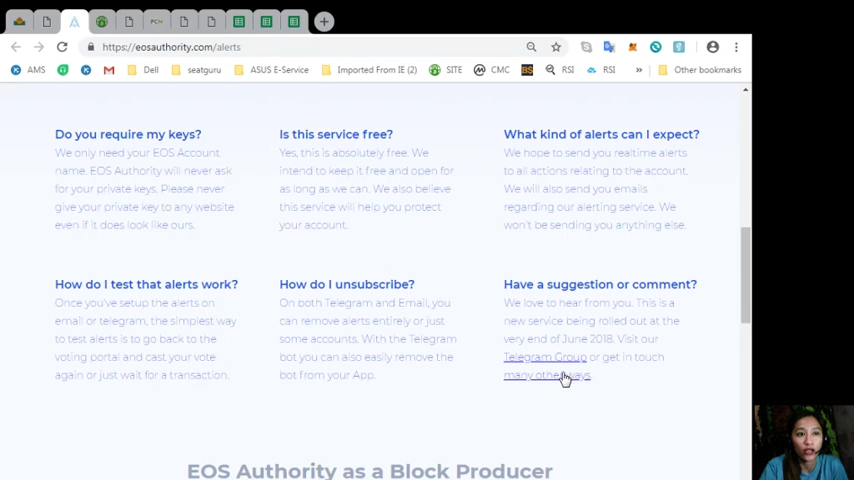 PCN
https://eosauthority.com/alerts
AMS
Dell
seatguru
ASUS E-Service
Imported From IE (2)
SITE
CMC
BS
RSI
RSI
»
Other bookmarks
Do you require my keys?
We only need your EOS Account
name. EOS Authority will never ask
for your private keys. Please never
give your private key to any website
even if it does look like ours.
Is this service free?
Yes, this is absolutely free. We
intend to keep it free and open for
as long as we can. We also believe
this service will help you protect
your account.
What kind of alerts can I expect?
We hope to send you realtime alerts
to all actions relating to the account.
We will also send you emails
regarding our alerting service. We
won't be sending you anything else.
How do I test that alerts work?
Once you've setup the alerts on
email or telegram, the simplest way
to test alerts is to go back to the
voting portal and cast your vote
again or just wait for a transaction.
How do I unsubscribe?
On both Telegram and Email, you
can remove alerts entirely or just
some accounts. With the Telegram
bot you can also easily remove the
bot from your App.
Have a suggestion or comment?
We love to hear from you. This is a
new service being rolled out at the
very end of June 2018. Visit our
Telegram Group or get in touch
many other ways.
EOS Authority as a Block Producer